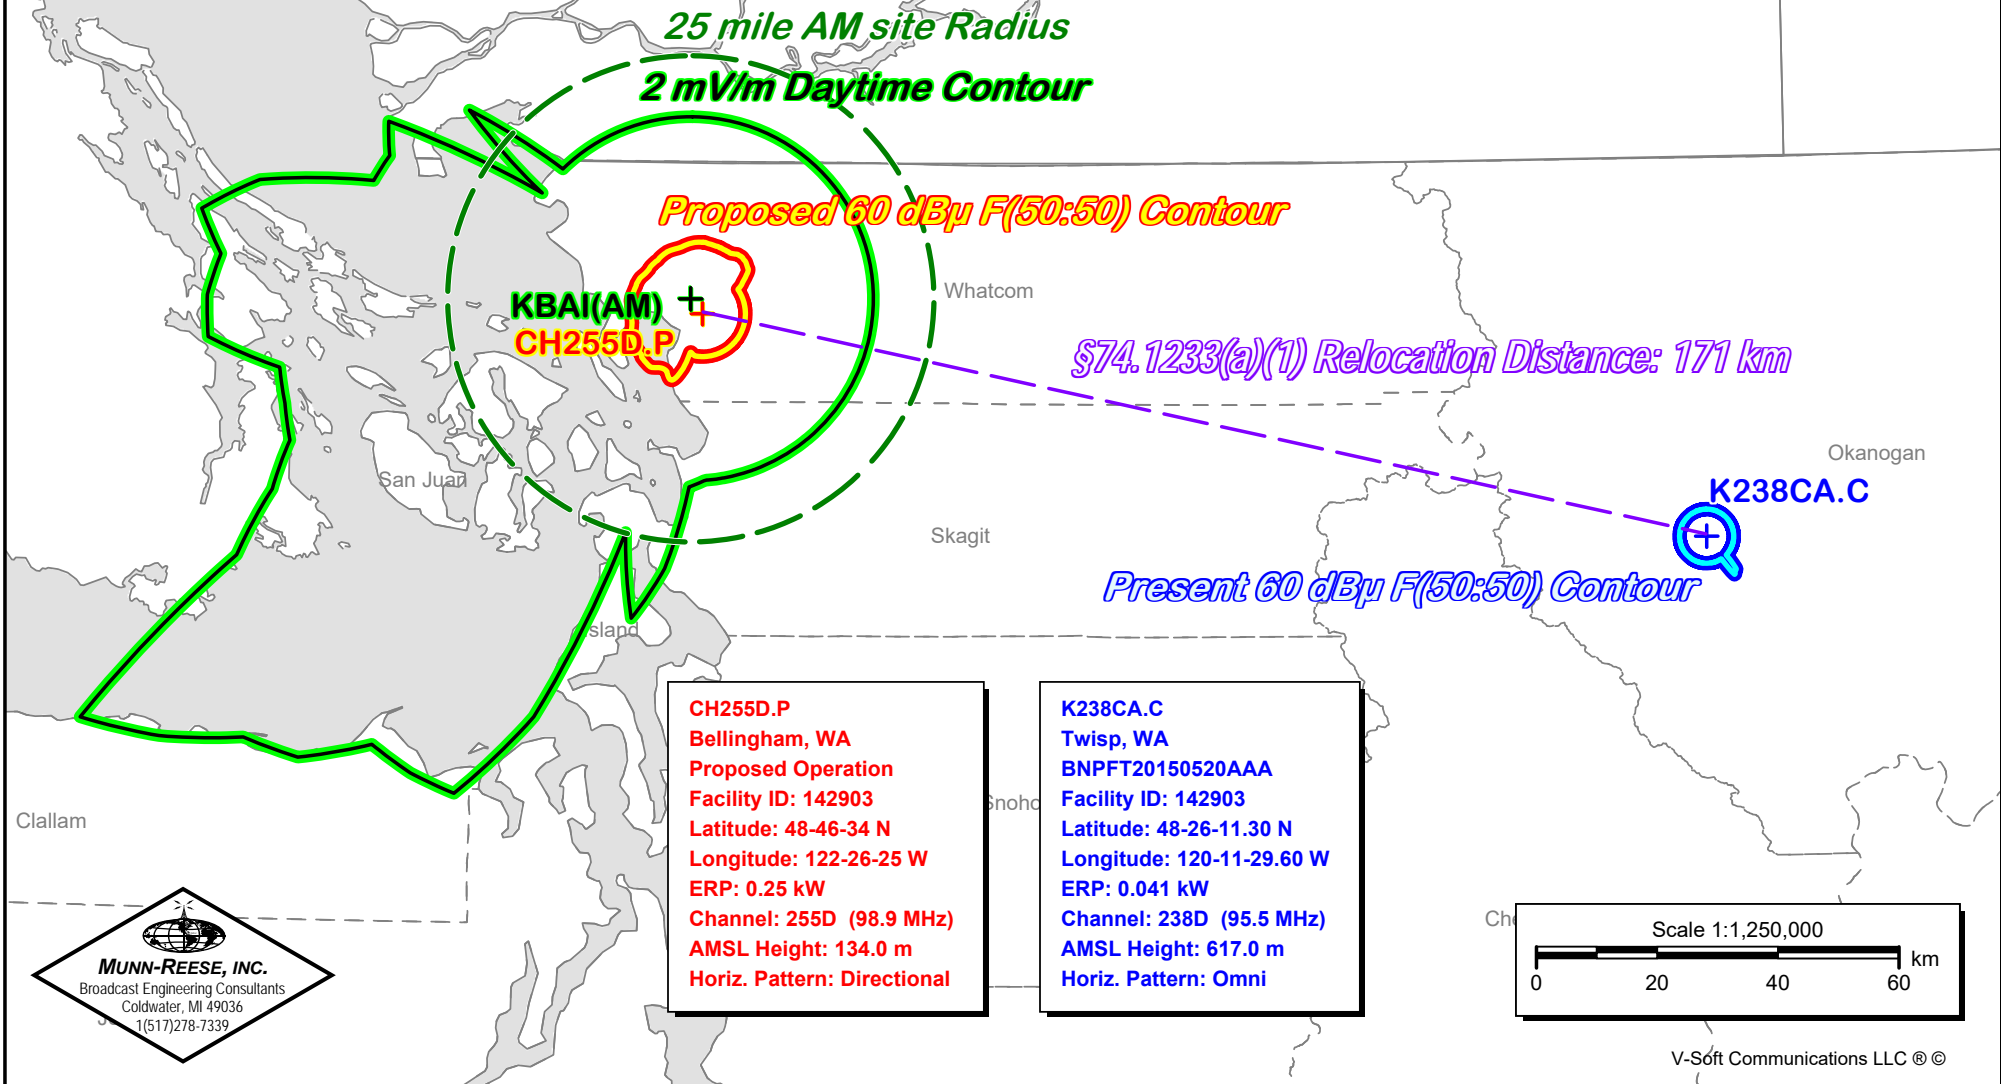 25 mile AM site Radius
2 mV/m Daytime Contour
Proposed 60 dBµ F(50:50) Contour
Whatcom
KBAI(AM)
CH255D.P
§74.1233(a)(1) Relocation Distance: 171 km
Okanogan
San Juan
K238CA.C
Skagit
Present 60 dBµ F(50:50) Contour
sland
CH255D.P
Bellingham, WA
Proposed Operation
Facility ID: 142903
Latitude: 48-46-34 N
Longitude: 122-26-25 W
ERP: 0.25 kW
Channel: 255D (98.9 MHz)
AMSL Height: 134.0 m
Horiz. Pattern: Directional
K238CA.C
Twisp, WA
BNPFT20150520AAA
Facility ID: 142903
Latitude: 48-26-11.30 N
Longitude: 120-11-29.60 W
ERP: 0.041 kW
Channel: 238D (95.5 MHz)
AMSL Height: 617.0 m
Horiz. Pattern: Omni
Snoho
Clallam
Che
MUNN-REESE, INC.
Broadcast Engineering Consultants
Coldwater, MI 49036
1(517)278-7339
Scale 1:1,250,000
km
0 20 40 60
V-Soft Communications LLC ® ©